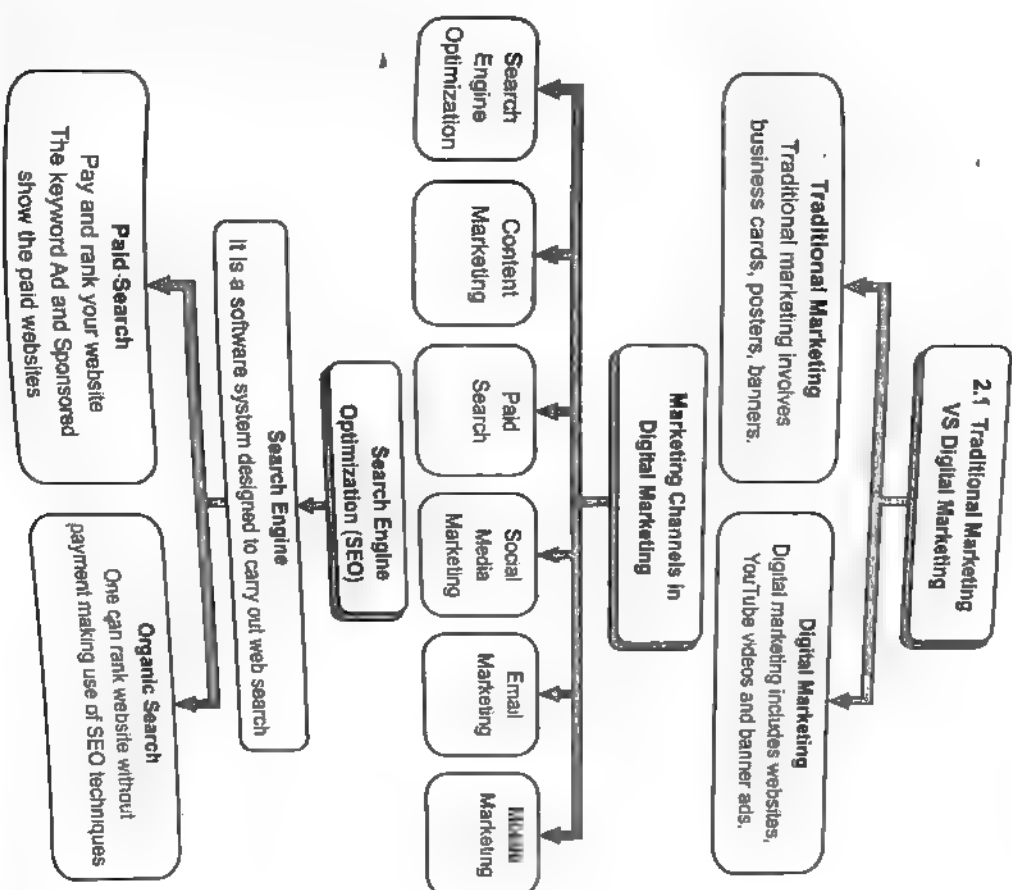 2.1 Traditional Marketing
VS Digital Marketing
Traditional Marketing
Traditional marketing involves
business cards, posters, banners.
Digital Marketing
Digital marketing includes websites,
YouTube videos and banner ads.
Marketing Channels in
Digital Marketing
Search
Engine
Optimization
Content
Marketing
Paid
Search
Social
Media
Marketing
Email
Marketing
Marketing
Search Engine
Optimization (SEO)
Search Engine
It is a software system designed to carry out web search
Paid-Search
Pay and rank your website
The keyword Ad and Sponsored
show the paid websites
Organic Search
One can rank website without
payment making use of SEO techniques